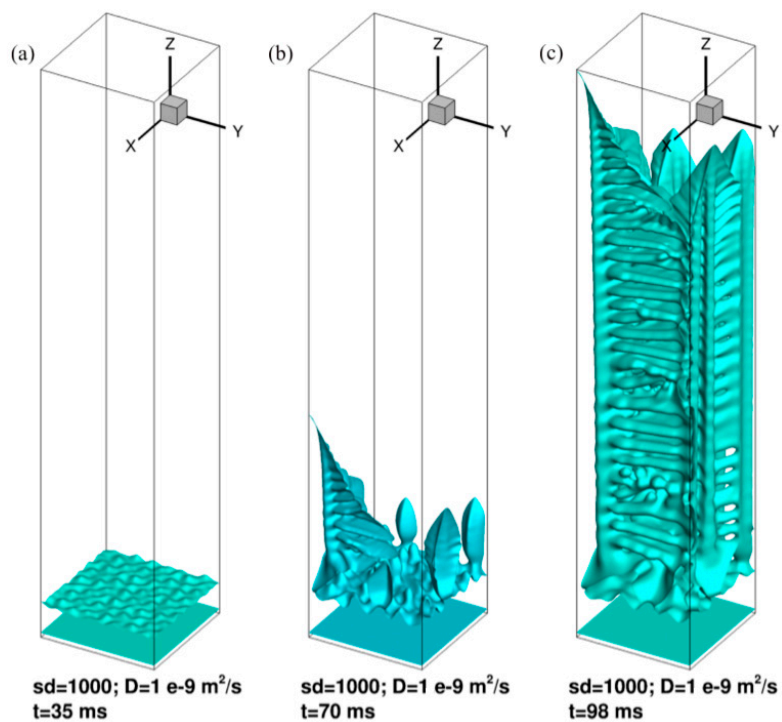 (a)
Z
Y
X
sd=1000; D=1 e-9 m²/s
t=35 ms
(b)
Z
Y
X
sd=1000; D=1 e-9 m²/s
t=70 ms
(c)
Z
Y
X
sd=1000; D=1 e-9 m²/s
t=98 ms